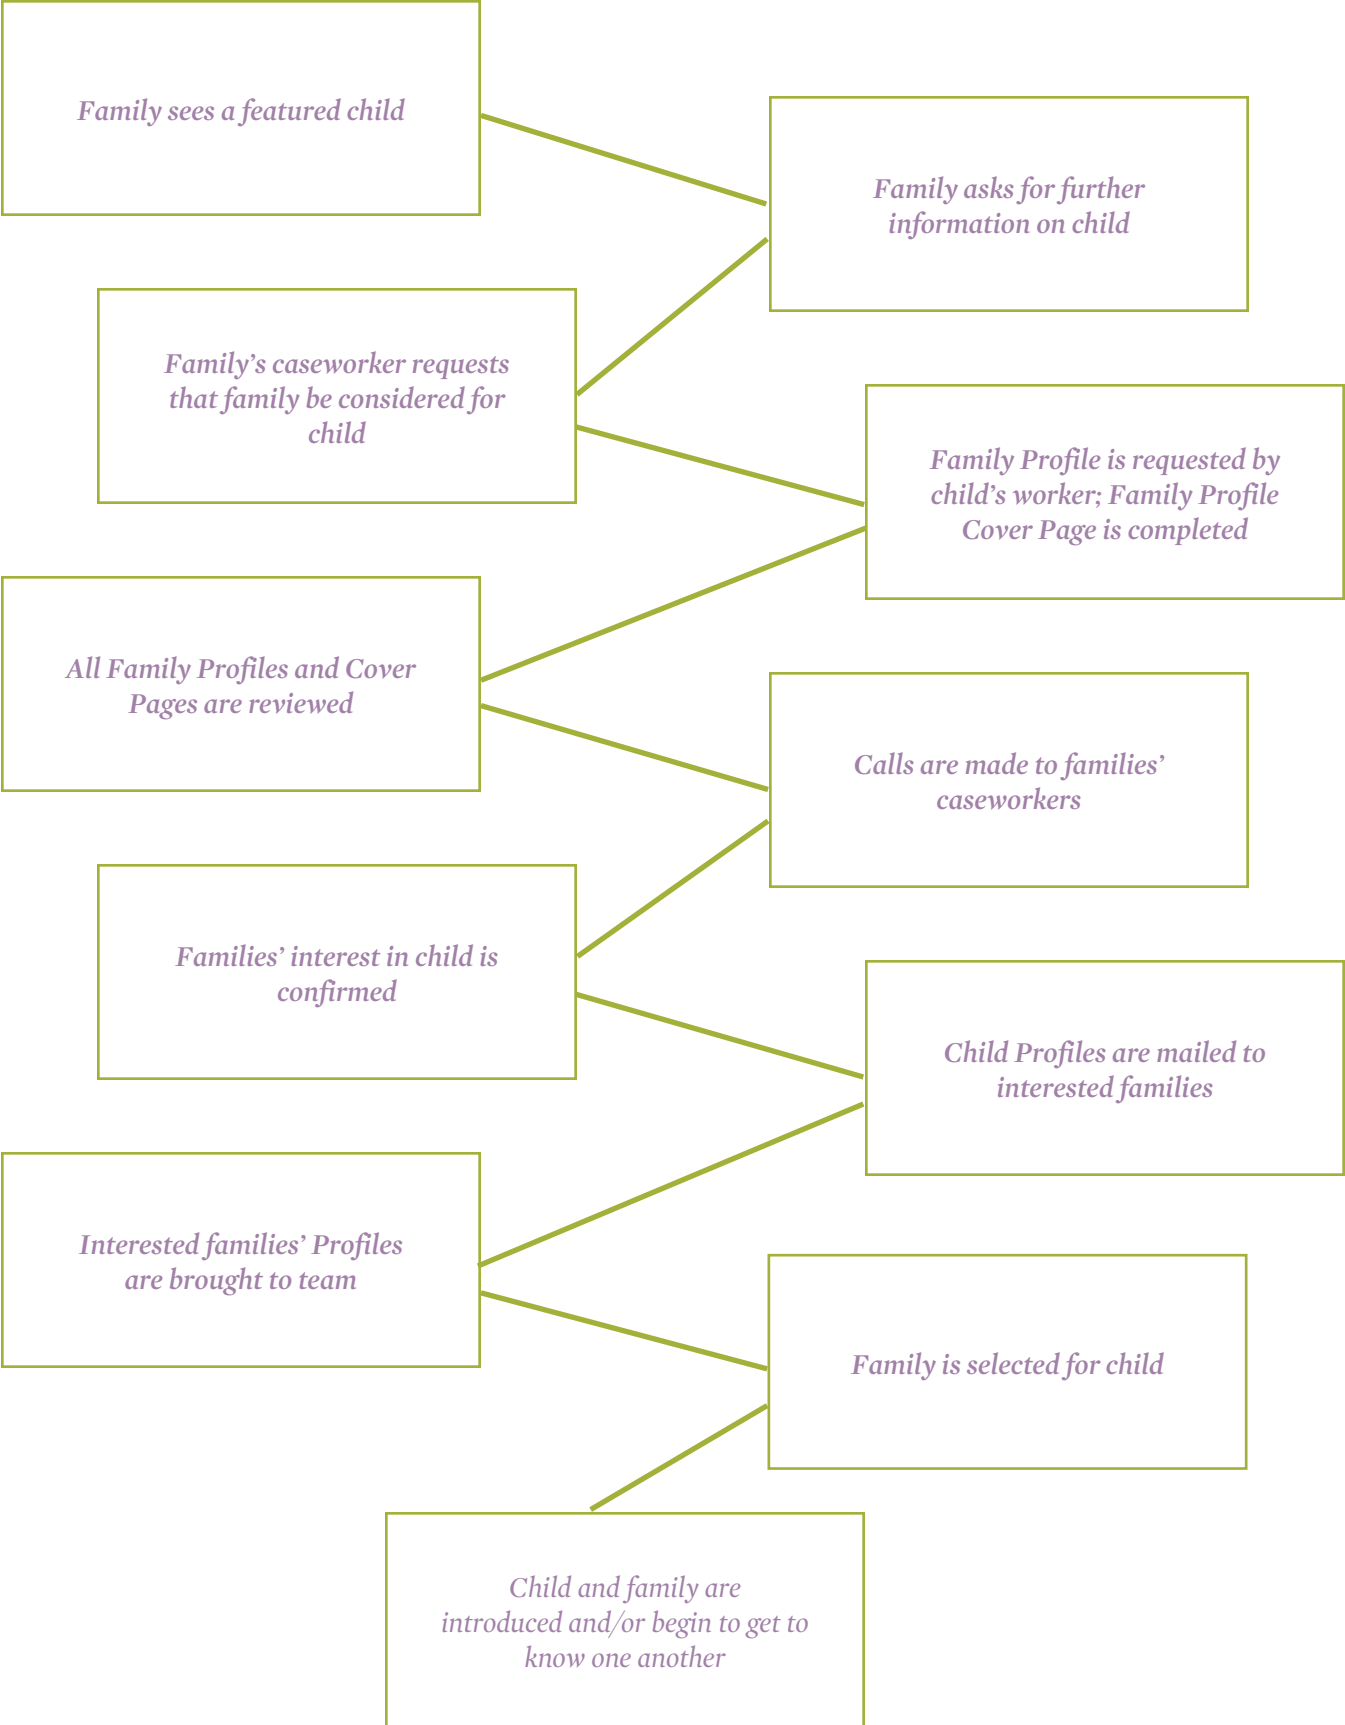 Family sees a featured child
Family asks for further
information on child
Family’s caseworker requests
that family be considered for
child
Family Profile is requested by
child’s worker; Family Profile
Cover Page is completed
All Family Profiles and Cover
Pages are reviewed
Calls are made to families’
caseworkers
Families’ interest in child is
confirmed
Child Profiles are mailed to
interested families
Interested families’ Profiles
are brought to team
Family is selected for child
Child and family are
introduced and/or begin to get to
know one another